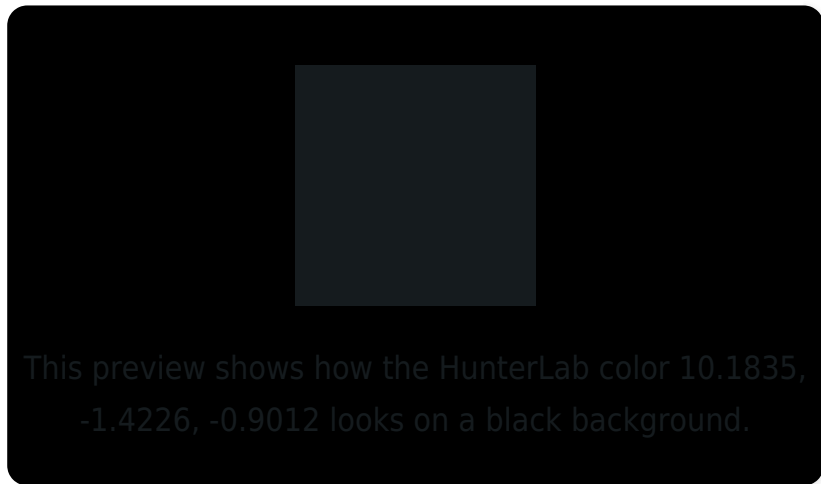 This preview shows how the HunterLab color 10.1835,
-1.4226, -0.9012 looks on a black background.